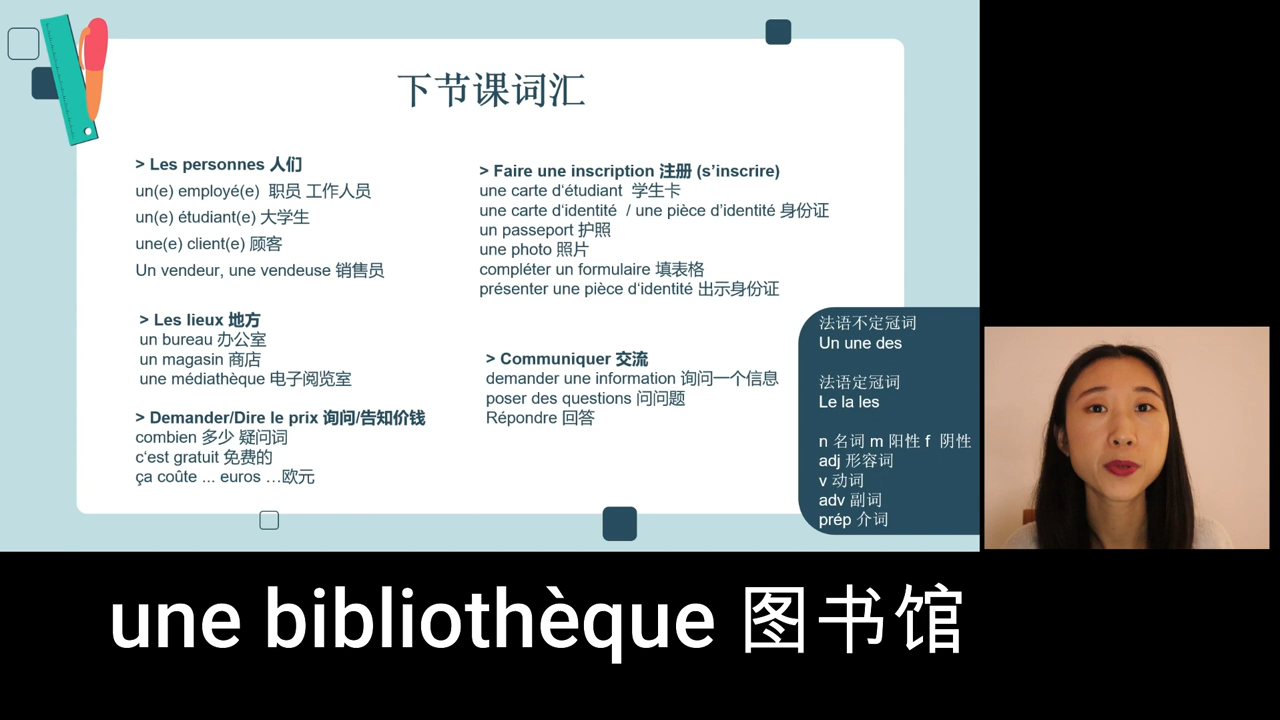 下节课词汇
> Les personnes 人们
un(e) employé(e) 职员 工作人员
un(e) étudiant(e) 大学生
une(e) client(e) 顾客
Un vendeur, une vendeuse 销售员
> Les lieux 地方
un bureau 办公室
un magasin 商店
une médiathèque 电子阅览室
> Demander/Dire le prix 询问/告知价钱
combien 多少 疑问词
c‘est gratuit 免费的
ça coûte ... euros …欧元
> Faire une inscription 注册 (s’inscrire)
une carte d‘étudiant 学生卡
une carte d‘identité / une pièce d’identité 身份证
un passeport 护照
une photo 照片
compléter un formulaire 填表格
présenter une pièce d‘identité 出示身份证
> Communiquer 交流
demander une information 询问一个信息
poser des questions 问问题
Répondre 回答
法语不定冠词
Un une des
法语定冠词
Le la les
n 名词 m 阳性 f 阴性
adj 形容词
v 动词
adv 副词
prép 介词
une bibliothèque 图书馆